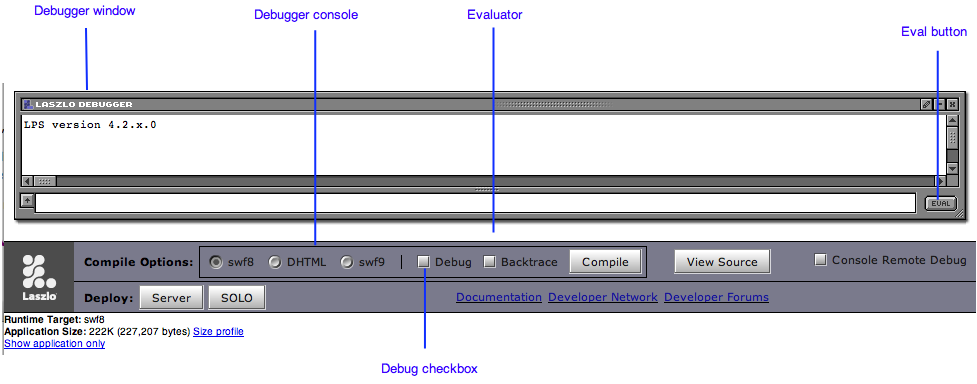 Debugger window
Debugger console
Evaluator
Eval button
LASZLO DEBUGGER
LPS version 4.2.x.0
EVAL
Compile Options: swf8 DHTML swf9 | Debug Backtrace Compile View Source Console Remote Debug
Laszlo
Deploy: Server SOLO Documentation Developer Network Developer Forums
Runtime Target: swf8
Application Size: 222K (227,207 bytes) Size profile
Show application only
Debug checkbox